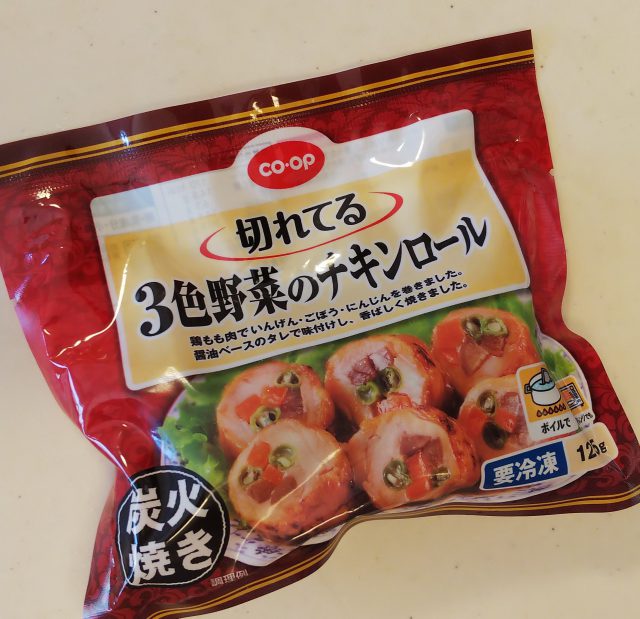 co・op
切れてる
3色野菜のチキンロール
鶏もも肉でいんげん・ごぼう・にんじんを巻きました。
醤油ベースのタレで味付けし、香ばしく焼きました。
ボイルで
要冷凍
125g
炭火
焼き
調理例